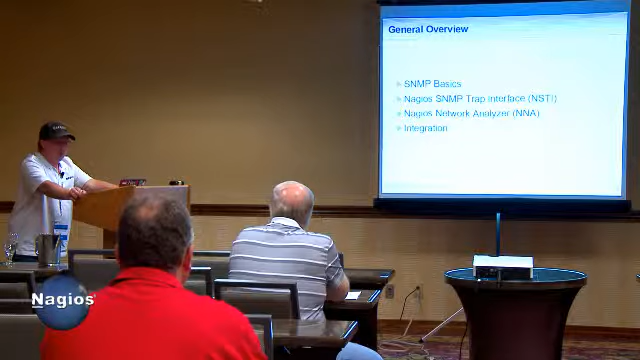 General Overview
SNMP Basics
Nagios SNMP Trap Interface (NSTI)
Nagios Network Analyzer (NNA)
Integration
Nagios